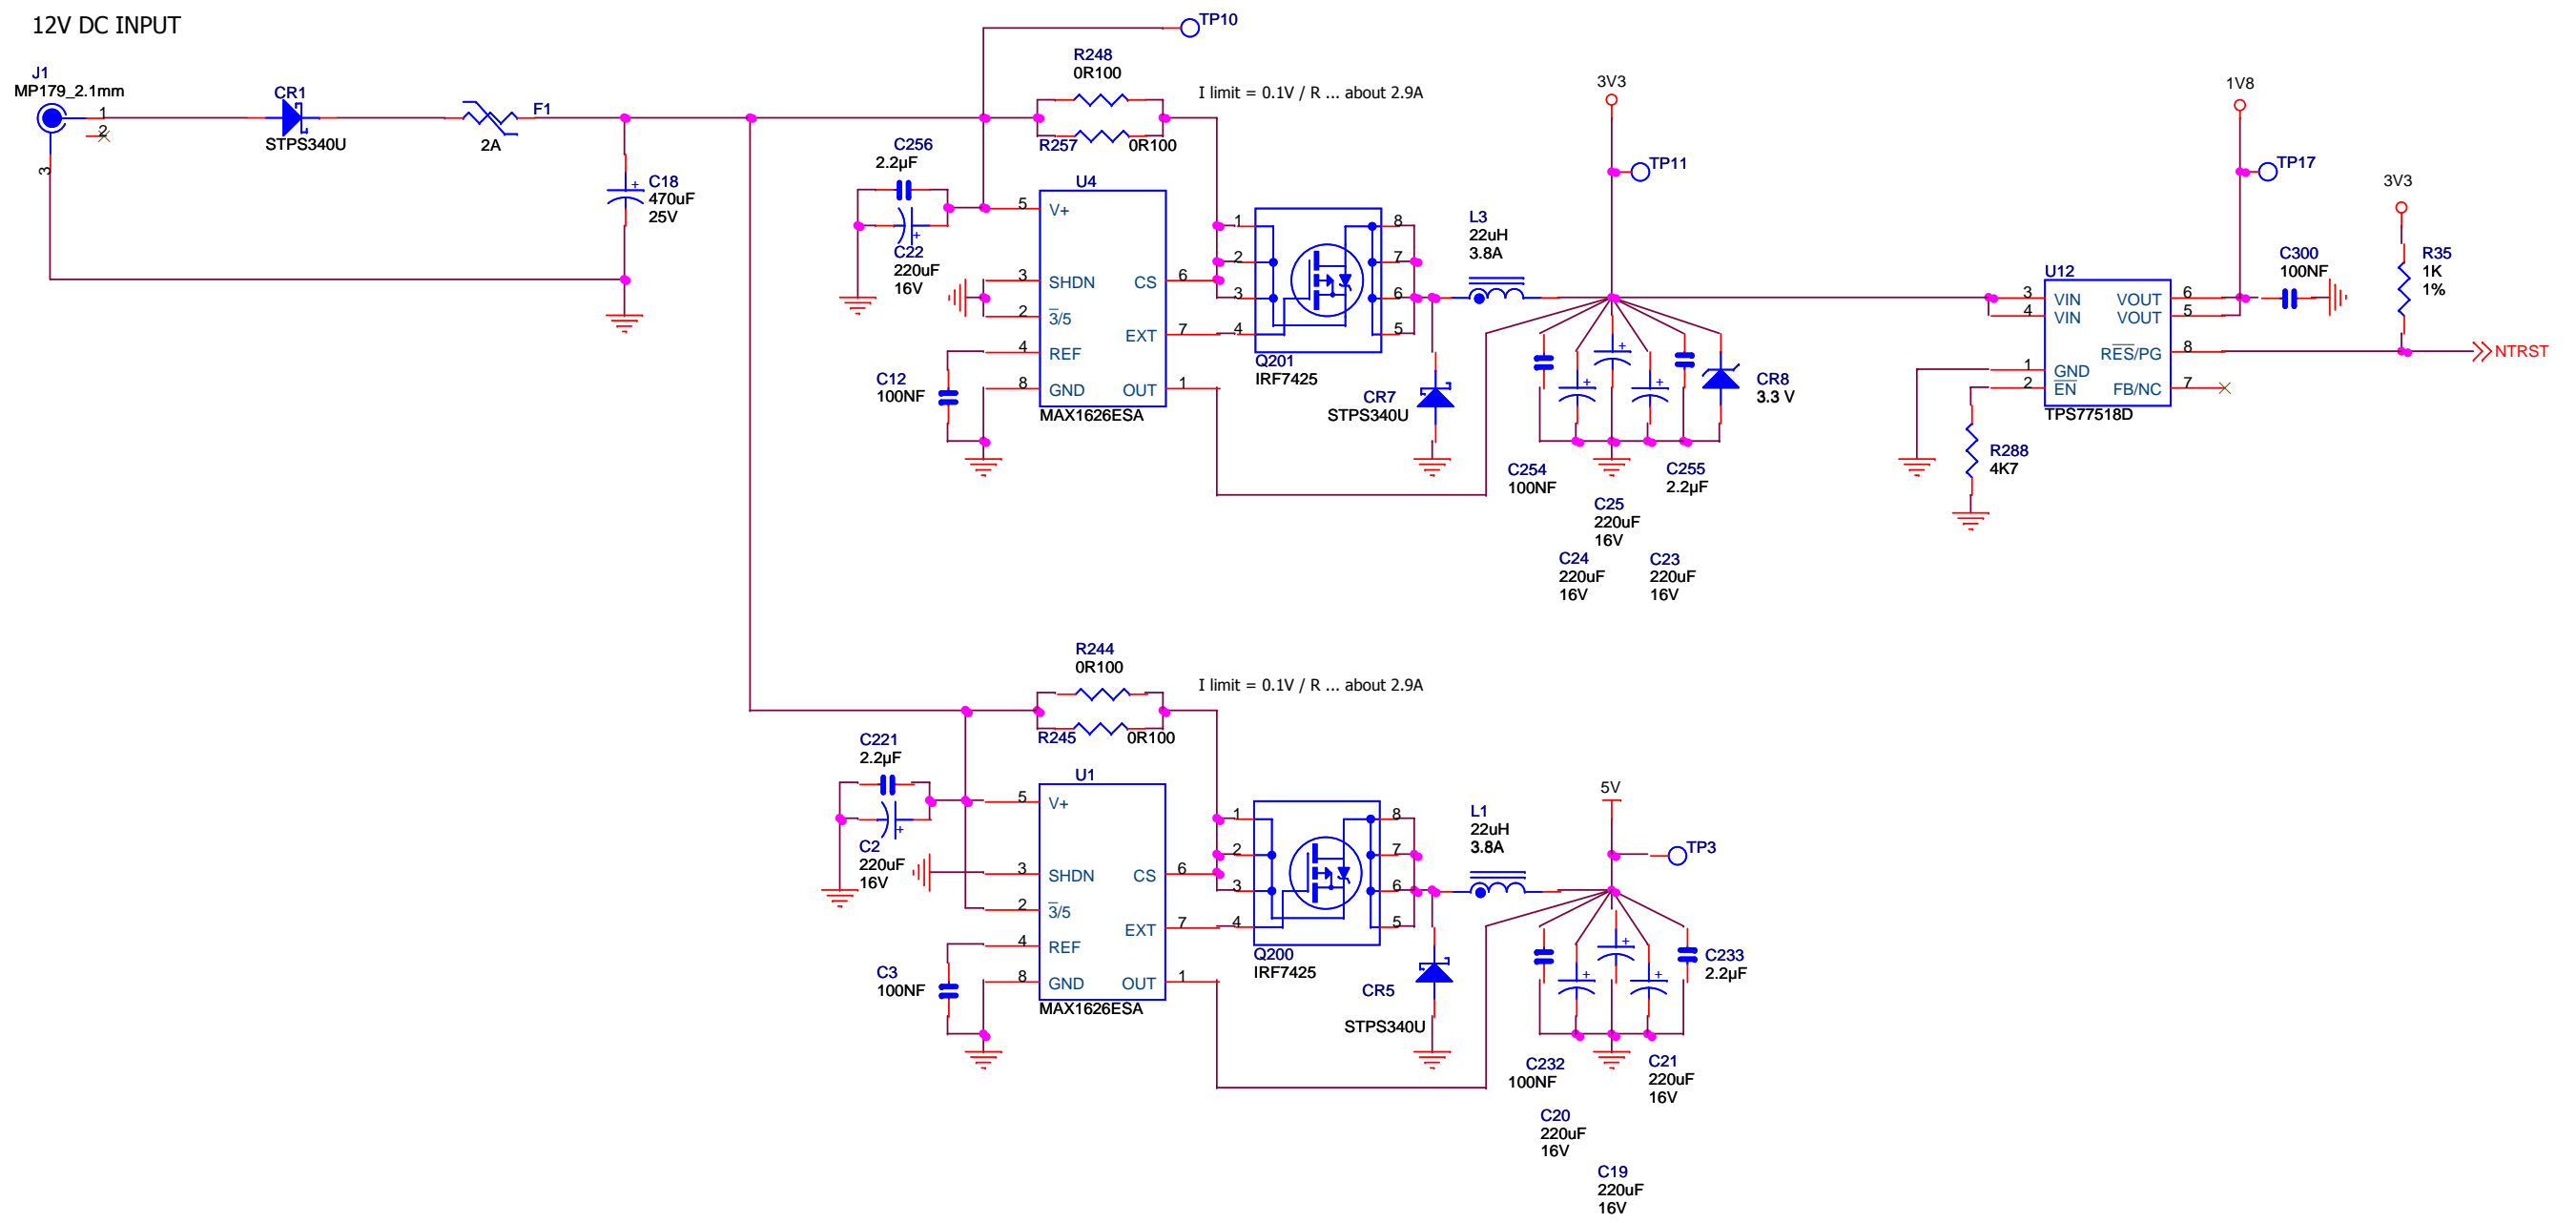 12V DC INPUT
J1
MP179_2.1mm
1
2
3
CR1
STPS340U
F1
2A
C18
470uF
25V
TP10
R248
0R100
R257
0R100
I limit = 0.1V / R ... about 2.9A
C256
2.2µF
C22
220uF
16V
C12
100NF
U4
5 V+
3 SHDN
2 3/5
4 REF
8 GND
CS 6
EXT 7
OUT 1
MAX1626ESA
1
2
3
4
8
7
6
5
Q201
IRF7425
L3
22uH
3.8A
CR7
STPS340U
3V3
TP11
CR8
3.3 V
C254
100NF
C255
2.2µF
C25
220uF
16V
C24
220uF
16V
C23
220uF
16V
U12
3 VIN
4 VIN
1 GND
2 EN
VOUT 6
VOUT 5
RES/PG 8
FB/NC 7
TPS77518D
R288
4K7
1V8
TP17
C300
100NF
3V3
R35
1K
1%
NTRST
R244
0R100
R245
0R100
I limit = 0.1V / R ... about 2.9A
C221
2.2µF
C2
220uF
16V
C3
100NF
U1
5 V+
3 SHDN
2 3/5
4 REF
8 GND
CS 6
EXT 7
OUT 1
MAX1626ESA
1
2
3
4
8
7
6
5
Q200
IRF7425
L1
22uH
3.8A
CR5
STPS340U
5V
TP3
C233
2.2µF
C232
100NF
C21
220uF
16V
C20
220uF
16V
C19
220uF
16V